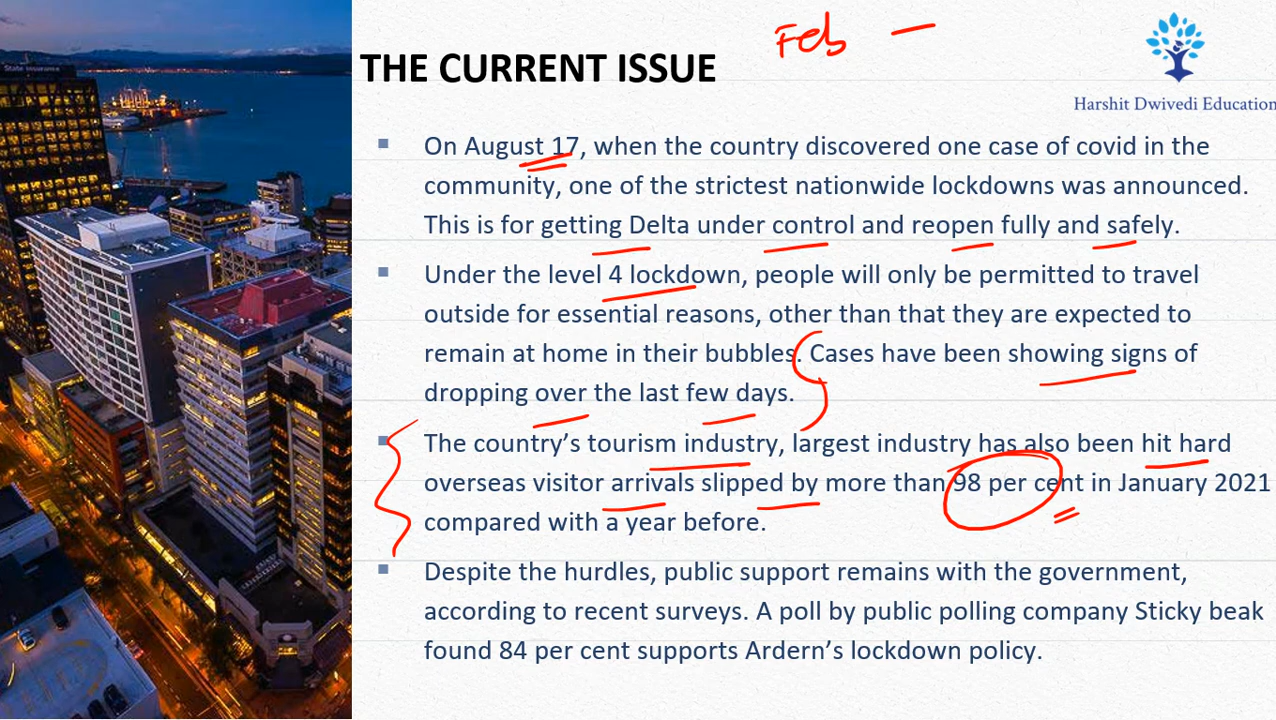 State Insurance
THE CURRENT ISSUE
Feb –
Harshit Dwivedi Education
▪ On August 17, when the country discovered one case of covid in the
community, one of the strictest nationwide lockdowns was announced.
This is for getting Delta under control and reopen fully and safely.
▪ Under the level 4 lockdown, people will only be permitted to travel
outside for essential reasons, other than that they are expected to
remain at home in their bubbles. Cases have been showing signs of
dropping over the last few days.
▪ The country’s tourism industry, largest industry has also been hit hard
overseas visitor arrivals slipped by more than 98 per cent in January 2021
compared with a year before.
▪ Despite the hurdles, public support remains with the government,
according to recent surveys. A poll by public polling company Sticky beak
found 84 per cent supports Ardern’s lockdown policy.